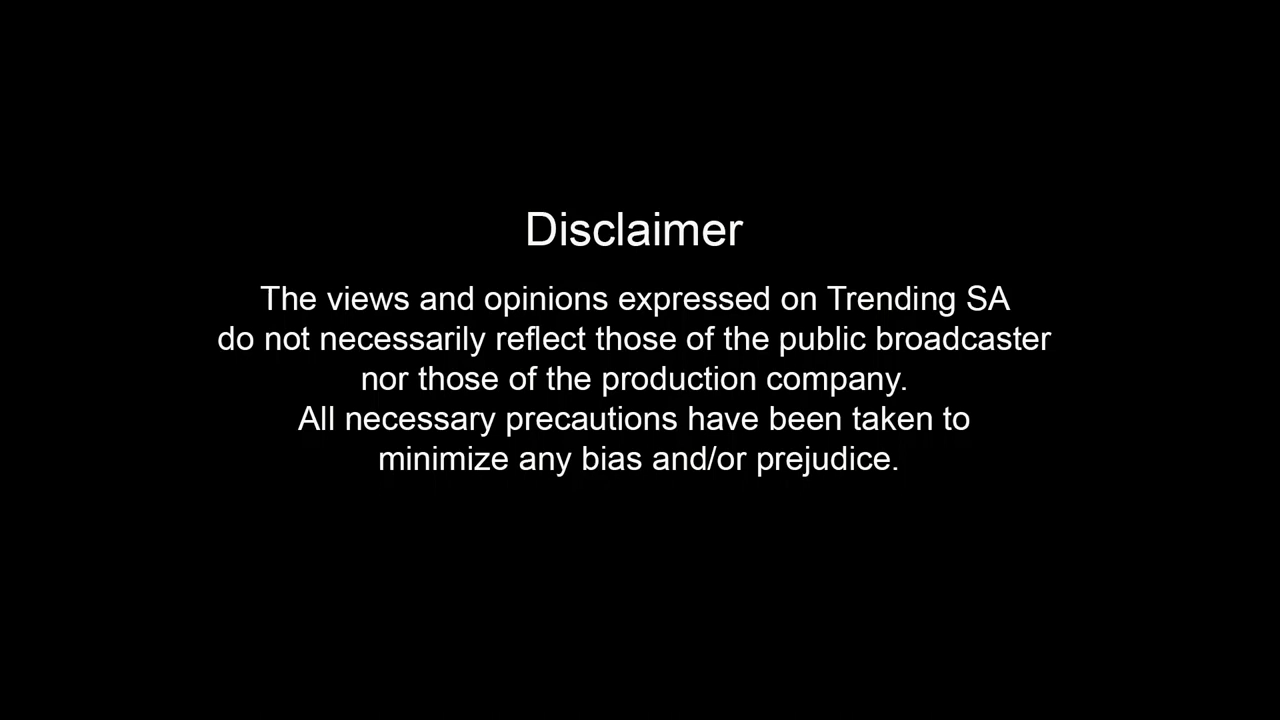 Disclaimer
The views and opinions expressed on Trending SA
do not necessarily reflect those of the public broadcaster
nor those of the production company.
All necessary precautions have been taken to
minimize any bias and/or prejudice.